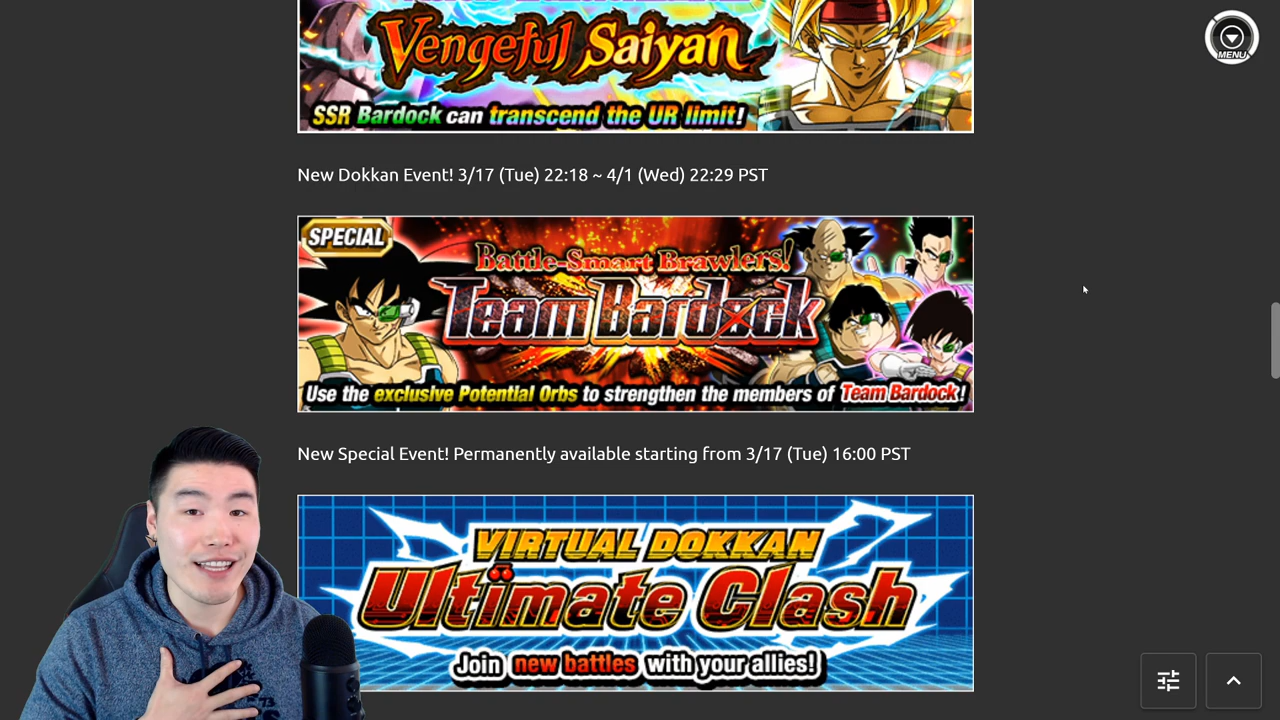 Vengeful Saiyan
SSR Bardock can transcend the UR limit!
MENU
New Dokkan Event! 3/17 (Tue) 22:18 ~ 4/1 (Wed) 22:29 PST
SPECIAL
Battle-Smart Brawlers!
Team Bardock
Use the exclusive Potential Orbs to strengthen the members of Team Bardock!
New Special Event! Permanently available starting from 3/17 (Tue) 16:00 PST
VIRTUAL DOKKAN
Ultimate Clash
Join new battles with your allies!